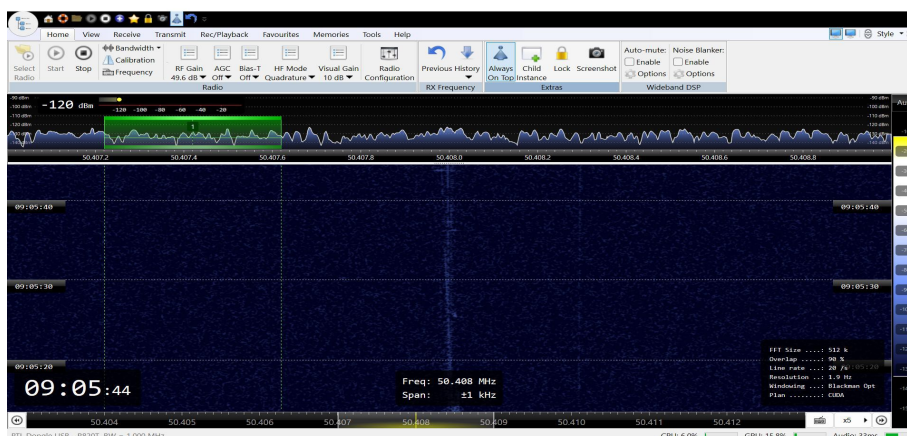 Home View Receive Transmit Rec/Playback Favourites Memories Tools Help Style
Select Radio
Start
Stop
Bandwidth
Calibration
Frequency
RF Gain 49.6 dB
AGC Off
Bias-T Off
HF Mode Quadrature
Visual Gain 10 dB
Radio Configuration
Previous
History
Always On Top
Child Instance
Lock
Screenshot
Auto-mute:
Enable
Options
Noise Blanker:
Enable
Options
Radio RX Frequency Extras Wideband DSP
-120 dBm
-120 -100 -80 -60 -40 -20
1
50.407.2 50.407.4 50.407.6 50.407.8 50.408.0 50.408.2 50.408.4 50.408.6 50.408.8
09:05:40 09:05:40
09:05:30 09:05:30
09:05:20 09:05:20
09:05:44
Freq: 50.408 MHz
Span: ±1 kHz
FFT Size ....: 512 k
Overlap .....: 90 %
Line rate ...: 20 /s
Resolution ..: 1.9 Hz
Windowing ...: Blackman Opt
Plan ........: CUDA
50.404 50.405 50.406 50.407 50.408 50.409 50.410 50.411 50.412 x5